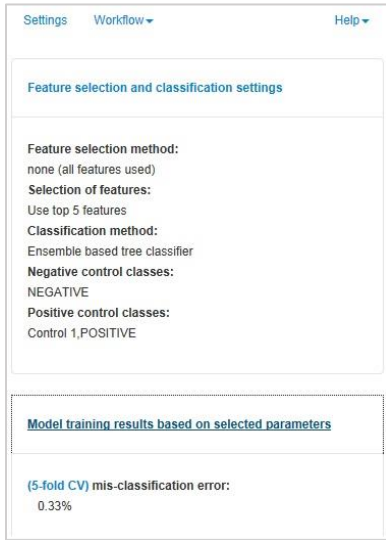 Settings Workflow Help
Feature selection and classification settings
Feature selection method:
none (all features used)
Selection of features:
Use top 5 features
Classification method:
Ensemble based tree classifier
Negative control classes:
NEGATIVE
Positive control classes:
Control 1,POSITIVE
Model training results based on selected parameters
(5-fold CV) mis-classification error:
0.33%